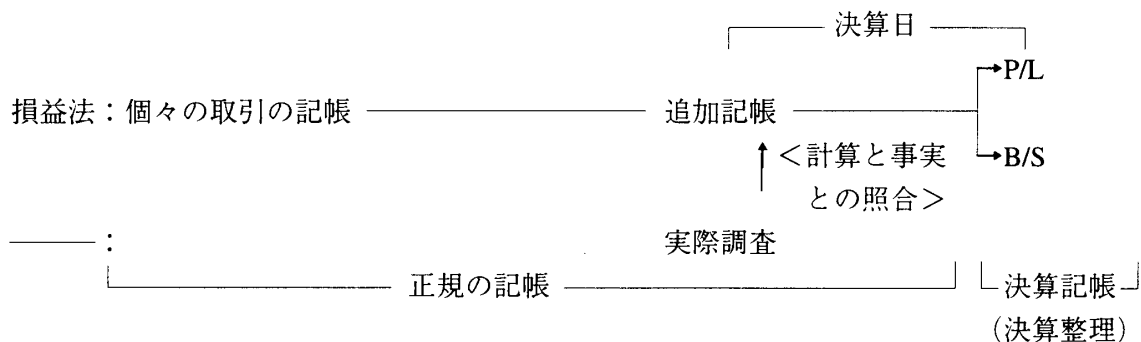 決算日
P/L
損益法：個々の取引の記帳 追加記帳
＜計算と事実 B/S
との照合＞
： 実際調査
正規の記帳 決算記帳
（決算整理）